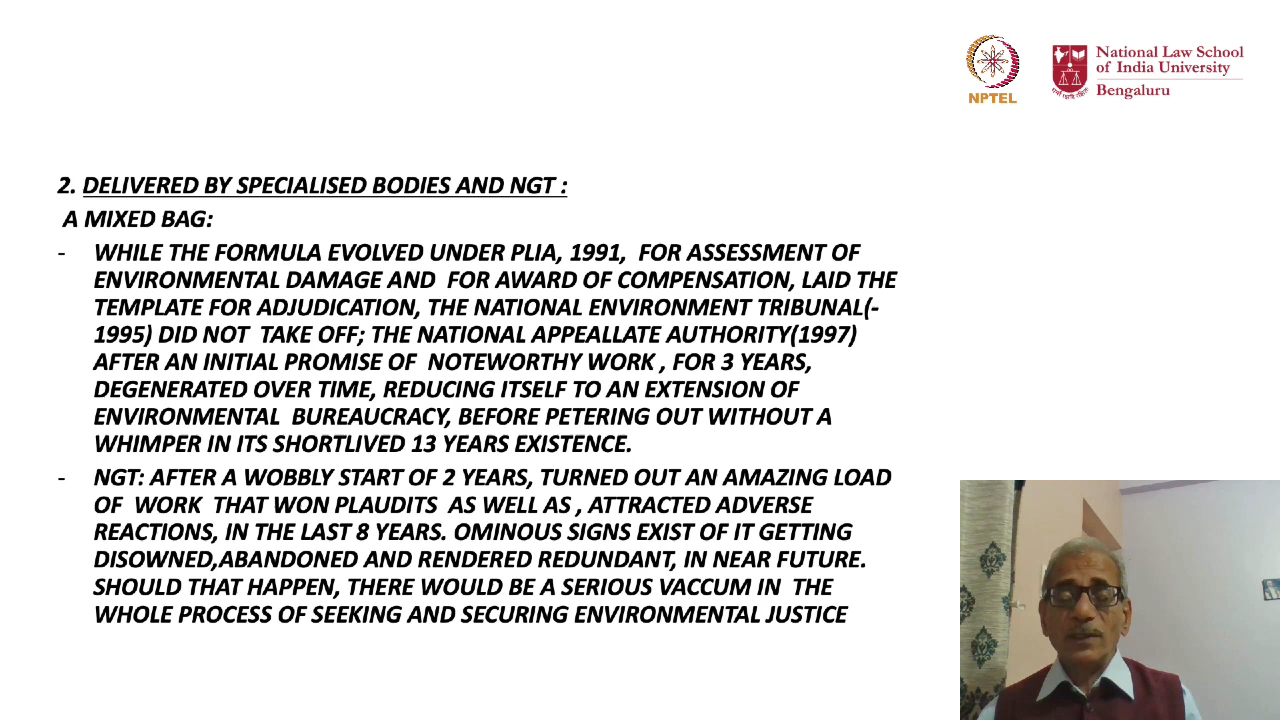 NPTEL
National Law School
of India University
Bengaluru
2. DELIVERED BY SPECIALISED BODIES AND NGT :
A MIXED BAG:
- WHILE THE FORMULA EVOLVED UNDER PLIA, 1991, FOR ASSESSMENT OF
ENVIRONMENTAL DAMAGE AND FOR AWARD OF COMPENSATION, LAID THE
TEMPLATE FOR ADJUDICATION, THE NATIONAL ENVIRONMENT TRIBUNAL(-
1995) DID NOT TAKE OFF; THE NATIONAL APPEALLATE AUTHORITY(1997)
AFTER AN INITIAL PROMISE OF NOTEWORTHY WORK , FOR 3 YEARS,
DEGENERATED OVER TIME, REDUCING ITSELF TO AN EXTENSION OF
ENVIRONMENTAL BUREAUCRACY, BEFORE PETERING OUT WITHOUT A
WHIMPER IN ITS SHORTLIVED 13 YEARS EXISTENCE.
- NGT: AFTER A WOBBLY START OF 2 YEARS, TURNED OUT AN AMAZING LOAD
OF WORK THAT WON PLAUDITS AS WELL AS , ATTRACTED ADVERSE
REACTIONS, IN THE LAST 8 YEARS. OMINOUS SIGNS EXIST OF IT GETTING
DISOWNED,ABANDONED AND RENDERED REDUNDANT, IN NEAR FUTURE.
SHOULD THAT HAPPEN, THERE WOULD BE A SERIOUS VACCUM IN THE
WHOLE PROCESS OF SEEKING AND SECURING ENVIRONMENTAL JUSTICE